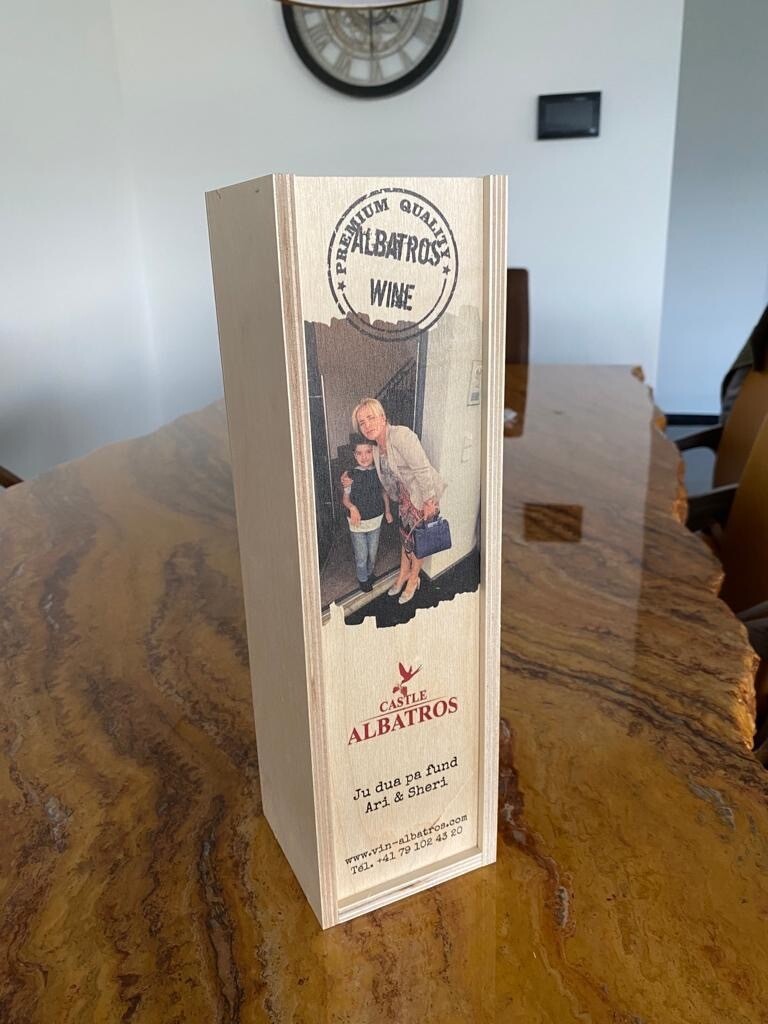 PREMIUM QUALITY
ALBATROS
WINE
CASTLE
ALBATROS
Ju dua pa fund
Ari & Sheri
www.vin-albatros.com
Tél. +41 79 102 43 20